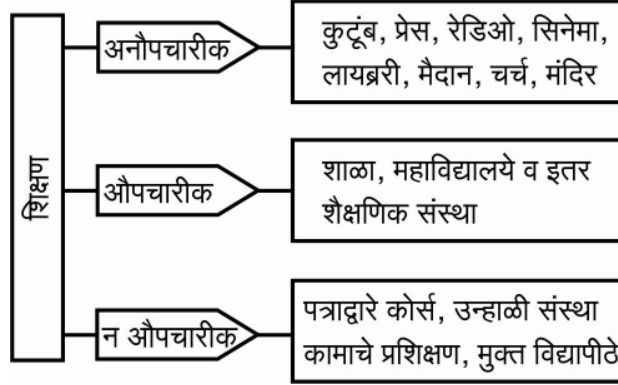 शिक्षण
अनौपचारीक
कुटूंब, प्रेस, रेडिओ, सिनेमा,
लायब्ररी, मैदान, चर्च, मंदिर
औपचारीक
शाळा, महाविद्यालये व इतर
शैक्षणिक संस्था
न औपचारीक
पत्राद्वारे कोर्स, उन्हाळी संस्था
कामाचे प्रशिक्षण, मुक्त विद्यापीठे